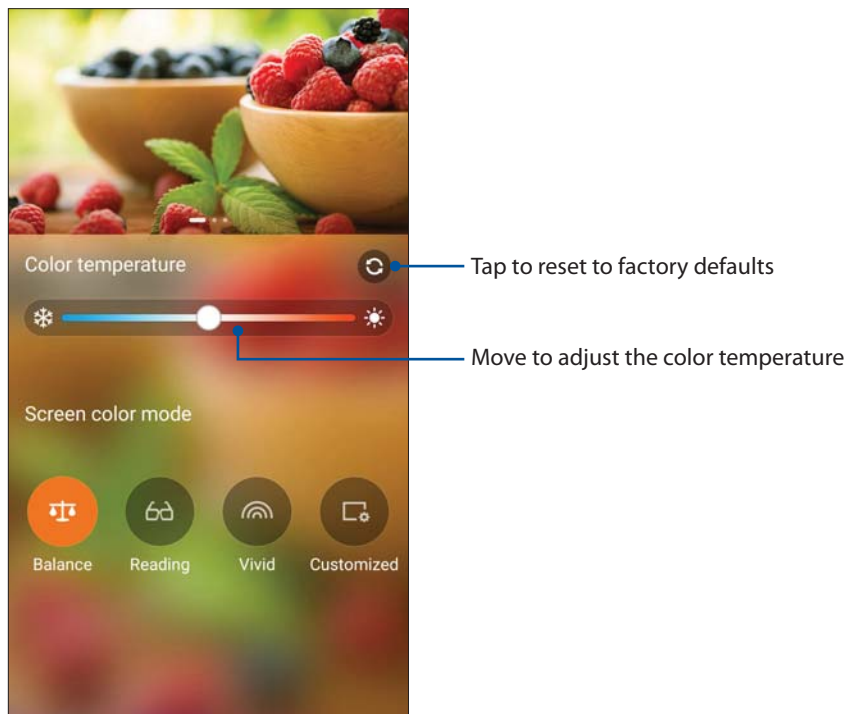 Color temperature
Tap to reset to factory defaults
Move to adjust the color temperature
Screen color mode
Balance Reading Vivid Customized